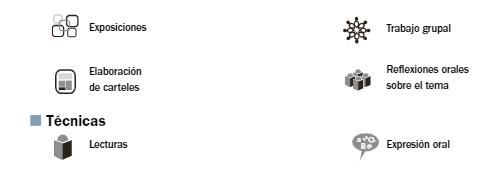 Exposiciones
Trabajo grupal
Elaboración
de carteles
Reflexiones orales
sobre el tema
Técnicas
Lecturas
Expresión oral